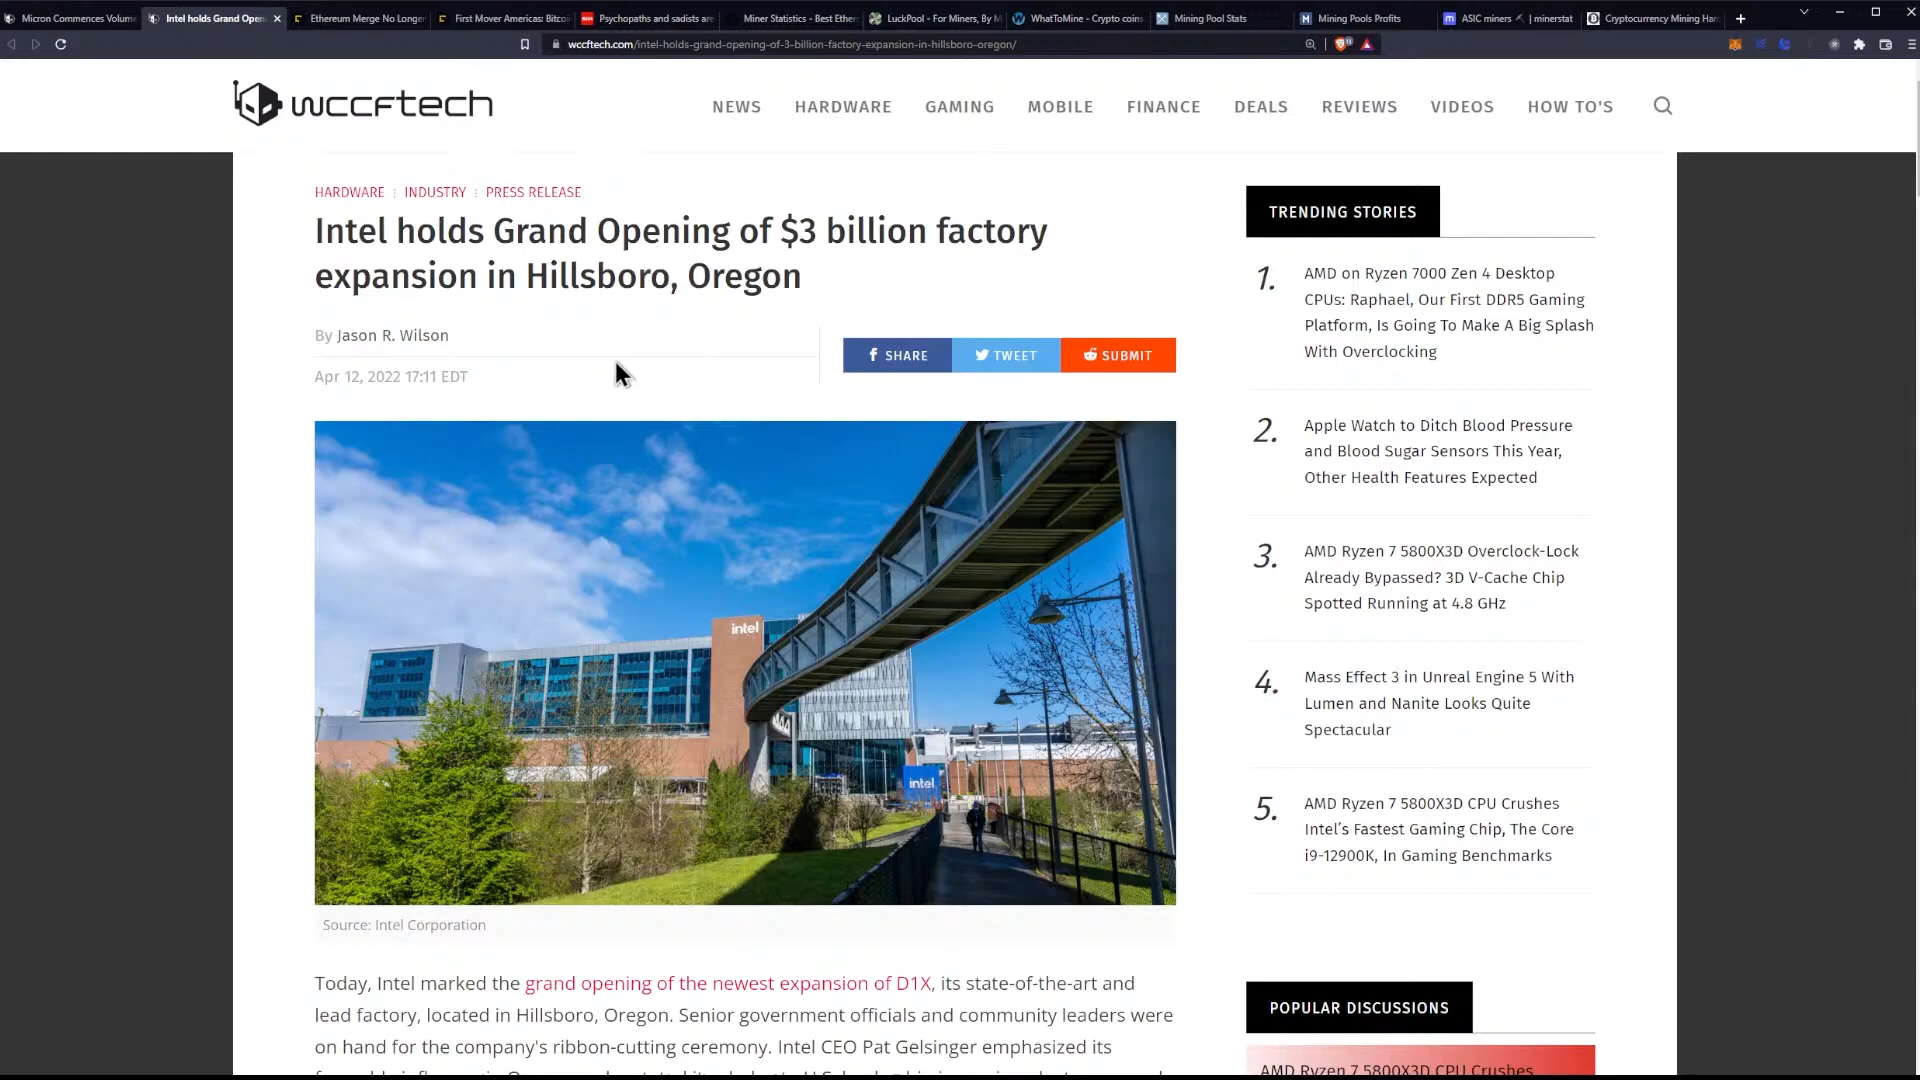 Micron Commences Volum
Intel holds Grand Open
Ethereum Merge No Longer
First Mover Americas: Bitcoi
Psychopaths and sadists are
Miner Statistics - Best Ether
LuckPool - For Miners, By M
WhatToMine - Crypto coins
Mining Pool Stats
Mining Pools Profits
ASIC miners ⛏ | minerstat
Cryptocurrency Mining Har
wccftech.com/intel-holds-grand-opening-of-3-billion-factory-expansion-in-hillsboro-oregon/
wccftech
NEWS HARDWARE GAMING MOBILE FINANCE DEALS REVIEWS VIDEOS HOW TO'S
HARDWARE : INDUSTRY : PRESS RELEASE
Intel holds Grand Opening of $3 billion factory
expansion in Hillsboro, Oregon
By Jason R. Wilson
Apr 12, 2022 17:11 EDT
SHARE
TWEET
SUBMIT
intel
intel
Source: Intel Corporation
Today, Intel marked the grand opening of the newest expansion of D1X, its state-of-the-art and
lead factory, located in Hillsboro, Oregon. Senior government officials and community leaders were
on hand for the company's ribbon-cutting ceremony. Intel CEO Pat Gelsinger emphasized its
TRENDING STORIES
1.
AMD on Ryzen 7000 Zen 4 Desktop
CPUs: Raphael, Our First DDR5 Gaming
Platform, Is Going To Make A Big Splash
With Overclocking
2.
Apple Watch to Ditch Blood Pressure
and Blood Sugar Sensors This Year,
Other Health Features Expected
3.
AMD Ryzen 7 5800X3D Overclock-Lock
Already Bypassed? 3D V-Cache Chip
Spotted Running at 4.8 GHz
4.
Mass Effect 3 in Unreal Engine 5 With
Lumen and Nanite Looks Quite
Spectacular
5.
AMD Ryzen 7 5800X3D CPU Crushes
Intel’s Fastest Gaming Chip, The Core
i9-12900K, In Gaming Benchmarks
POPULAR DISCUSSIONS
AMD Ryzen 7 5800X3D CPU Crushes